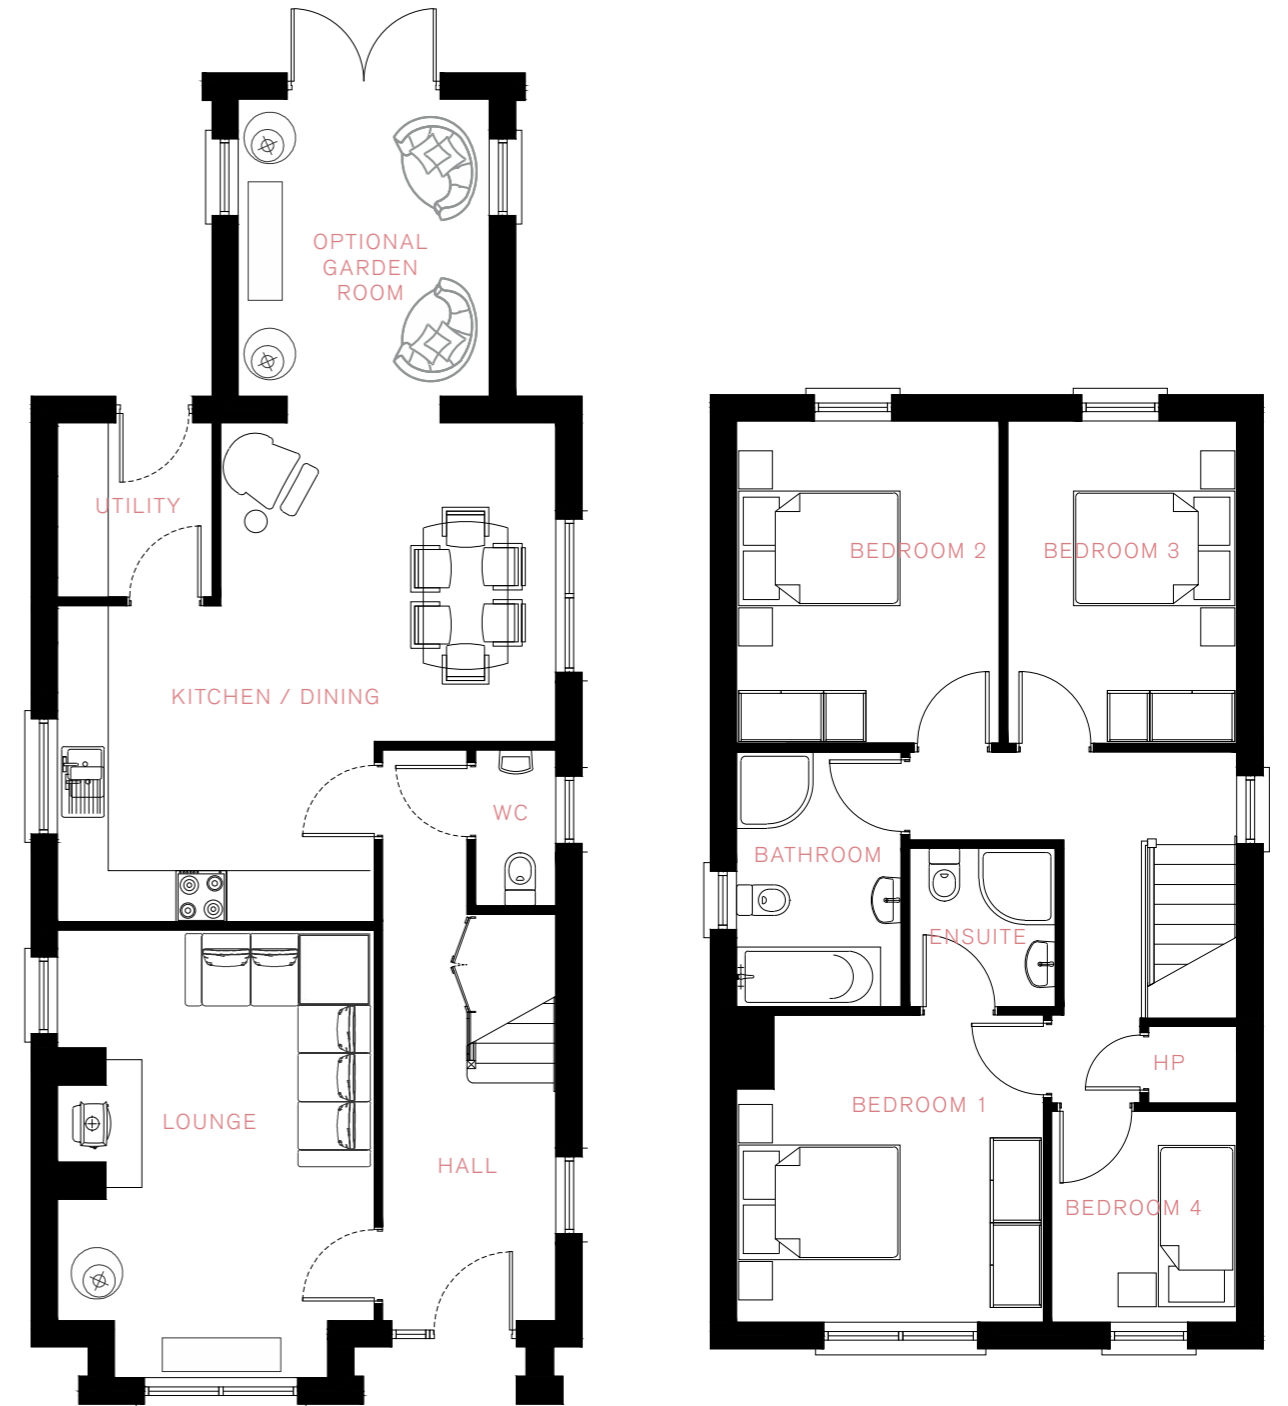 OPTIONAL
GARDEN
ROOM
UTILITY
KITCHEN / DINING
WC
LOUNGE
HALL
BEDROOM 2
BEDROOM 3
BATHROOM
ENSUITE
HP
BEDROOM 1
BEDROOM 4